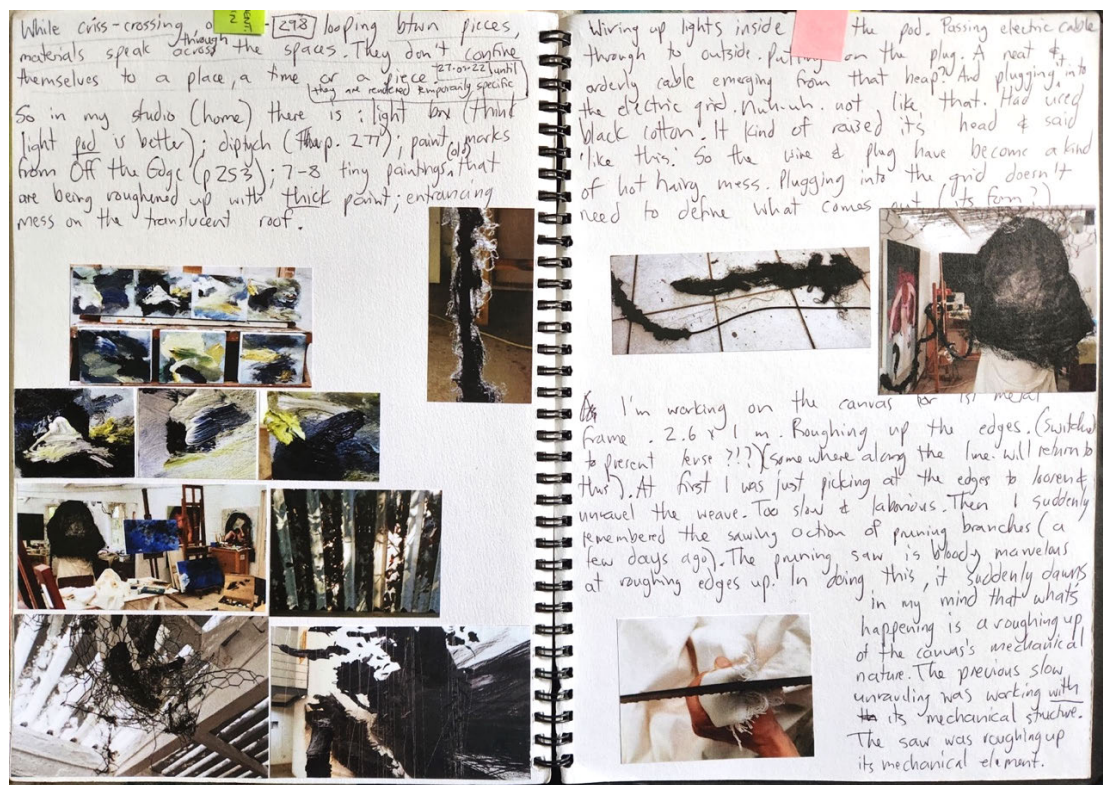 While criss-crossing 298 looping btwn pieces,
materials speak through across the spaces. They don't confine
themselves to a place, a time or a piece 27-01-22 until
they are rendered temporarily specific
So in my studio (home) there is : light box (think
light pod is better); diptych (p. 277); paint marks
from Off the Edge (p253); 7-8 tiny paintings (old) that
are being roughened up with thick paint; entrancing
mess on the translucent roof.
Wiring up lights inside the pod. Passing electric cable
through to outside. Putting on the plug. A neat &
orderly cable emerging from that heap? And plugging it into
the electric grid. Nuh-uh. not like that. Had used
black cotton. It kind of raised it's head & said
'like this. So the wire & plug have become a kind
of hot hairy mess. Plugging into the grid doesn't
need to define what comes out (its form?)
I'm working on the canvas for 1st metal
frame. 2.6 x 1 m. Roughing up the edges. (switched
to present tense ?!?) (somewhere along the line. will return to
this). At first I was just picking at the edges to loosen &
unravel the weave. Too slow & laborious. Then I suddenly
remembered the sawing action of pruning branches (a
few days ago). The pruning saw is bloody marvelous
at roughing edges up. In doing this, it suddenly dawns
in my mind that whats
happening is a roughing up
of the canvas's mechanical
nature. The previous slow
unravling was working with
its mechanical structure.
The saw was roughing up
its mechanical element.